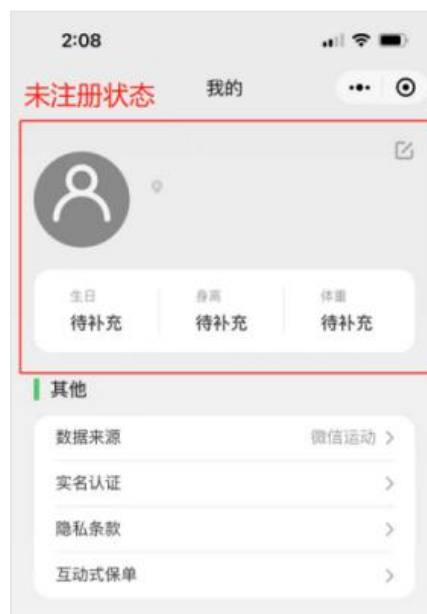 2:08
未注册状态
我的
生日 身高 体重
待补充 待补充 待补充
其他
数据来源 微信运动
实名认证
隐私条款
互动式保单